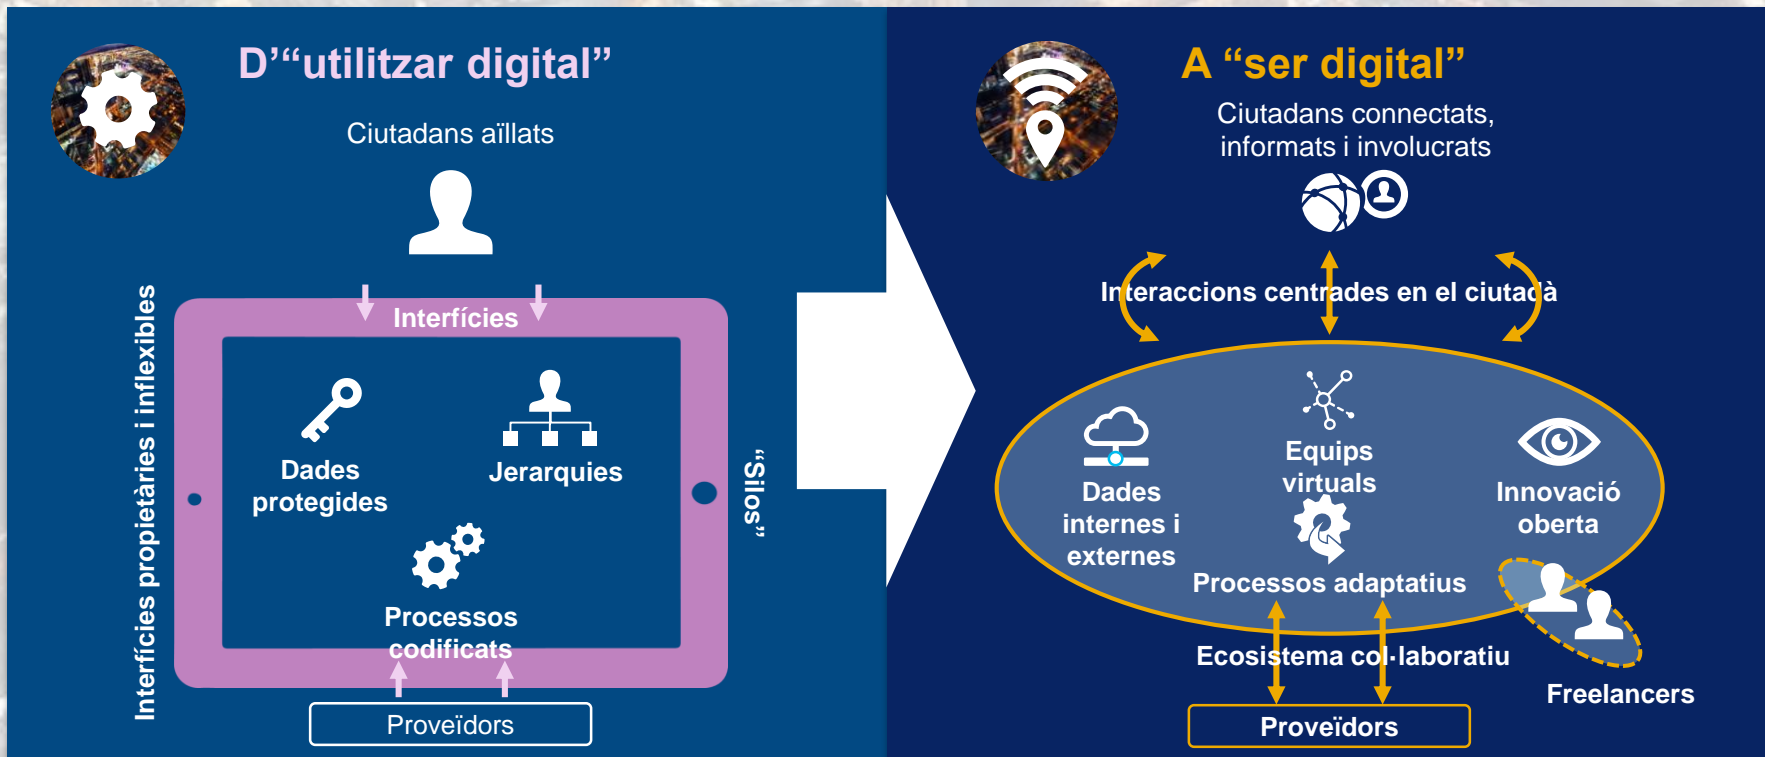 D'“utilitzar digital”
Ciutadans aïllats
Interfícies propietàries i inflexibles
Interfícies
Dades
protegides
Jerarquies
Processos
codificats
“Silos”
Proveïdors
A “ser digital”
Ciutadans connectats,
informats i involucrats
Interaccions centrades en el ciutadà
Dades
internes i
externes
Equips
virtuals
Innovació
oberta
Processos adaptatius
Ecosistema col·laboratiu
Freelancers
Proveïdors